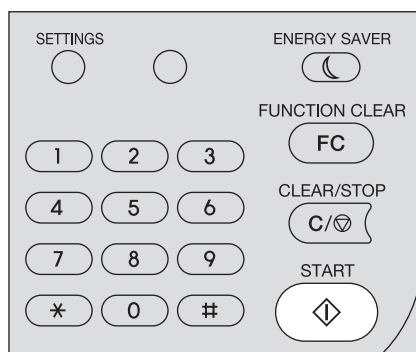 SETTINGS
ENERGY SAVER
FUNCTION CLEAR
1 2 3
FC
CLEAR/STOP
4 5 6
C/
7 8 9
START
* 0 #